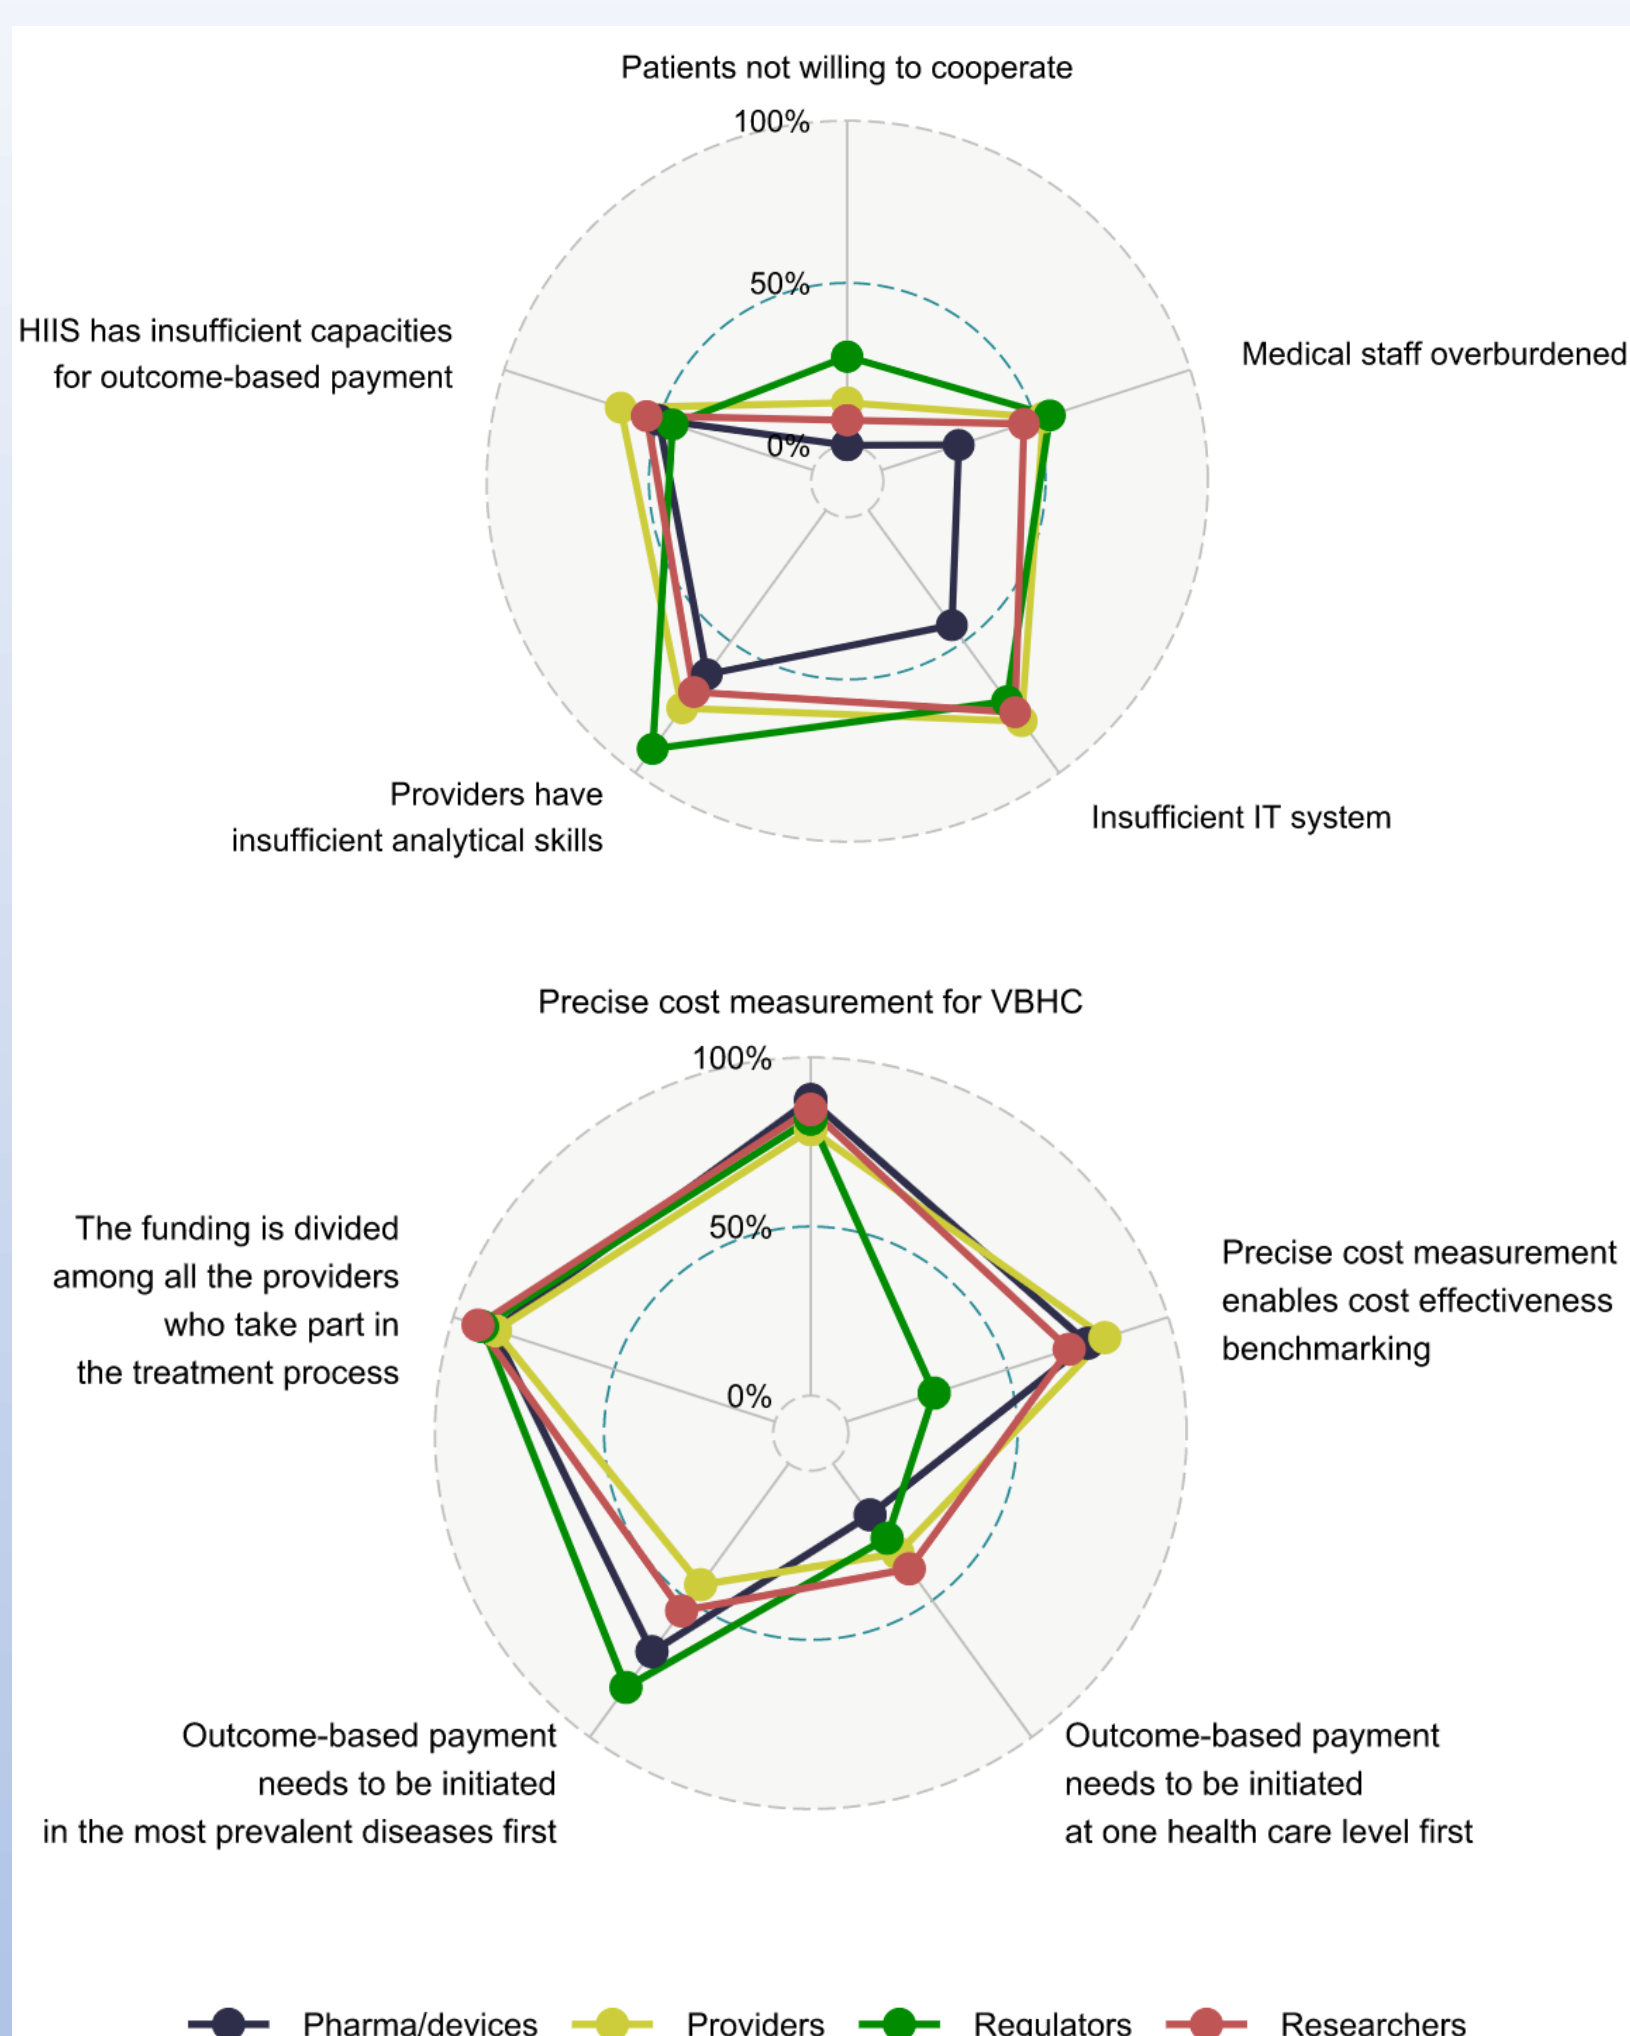 Patients not willing to cooperate
100%
50%
0%
HIIS has insufficient capacities
for outcome-based payment
Medical staff overburdened
Providers have
insufficient analytical skills
Insufficient IT system
Precise cost measurement for VBHC
100%
50%
0%
The funding is divided
among all the providers
who take part in
the treatment process
Precise cost measurement
enables cost effectiveness
benchmarking
Outcome-based payment
needs to be initiated
in the most prevalent diseases first
Outcome-based payment
needs to be initiated
at one health care level first
Pharma/devices Providers Regulators Researchers